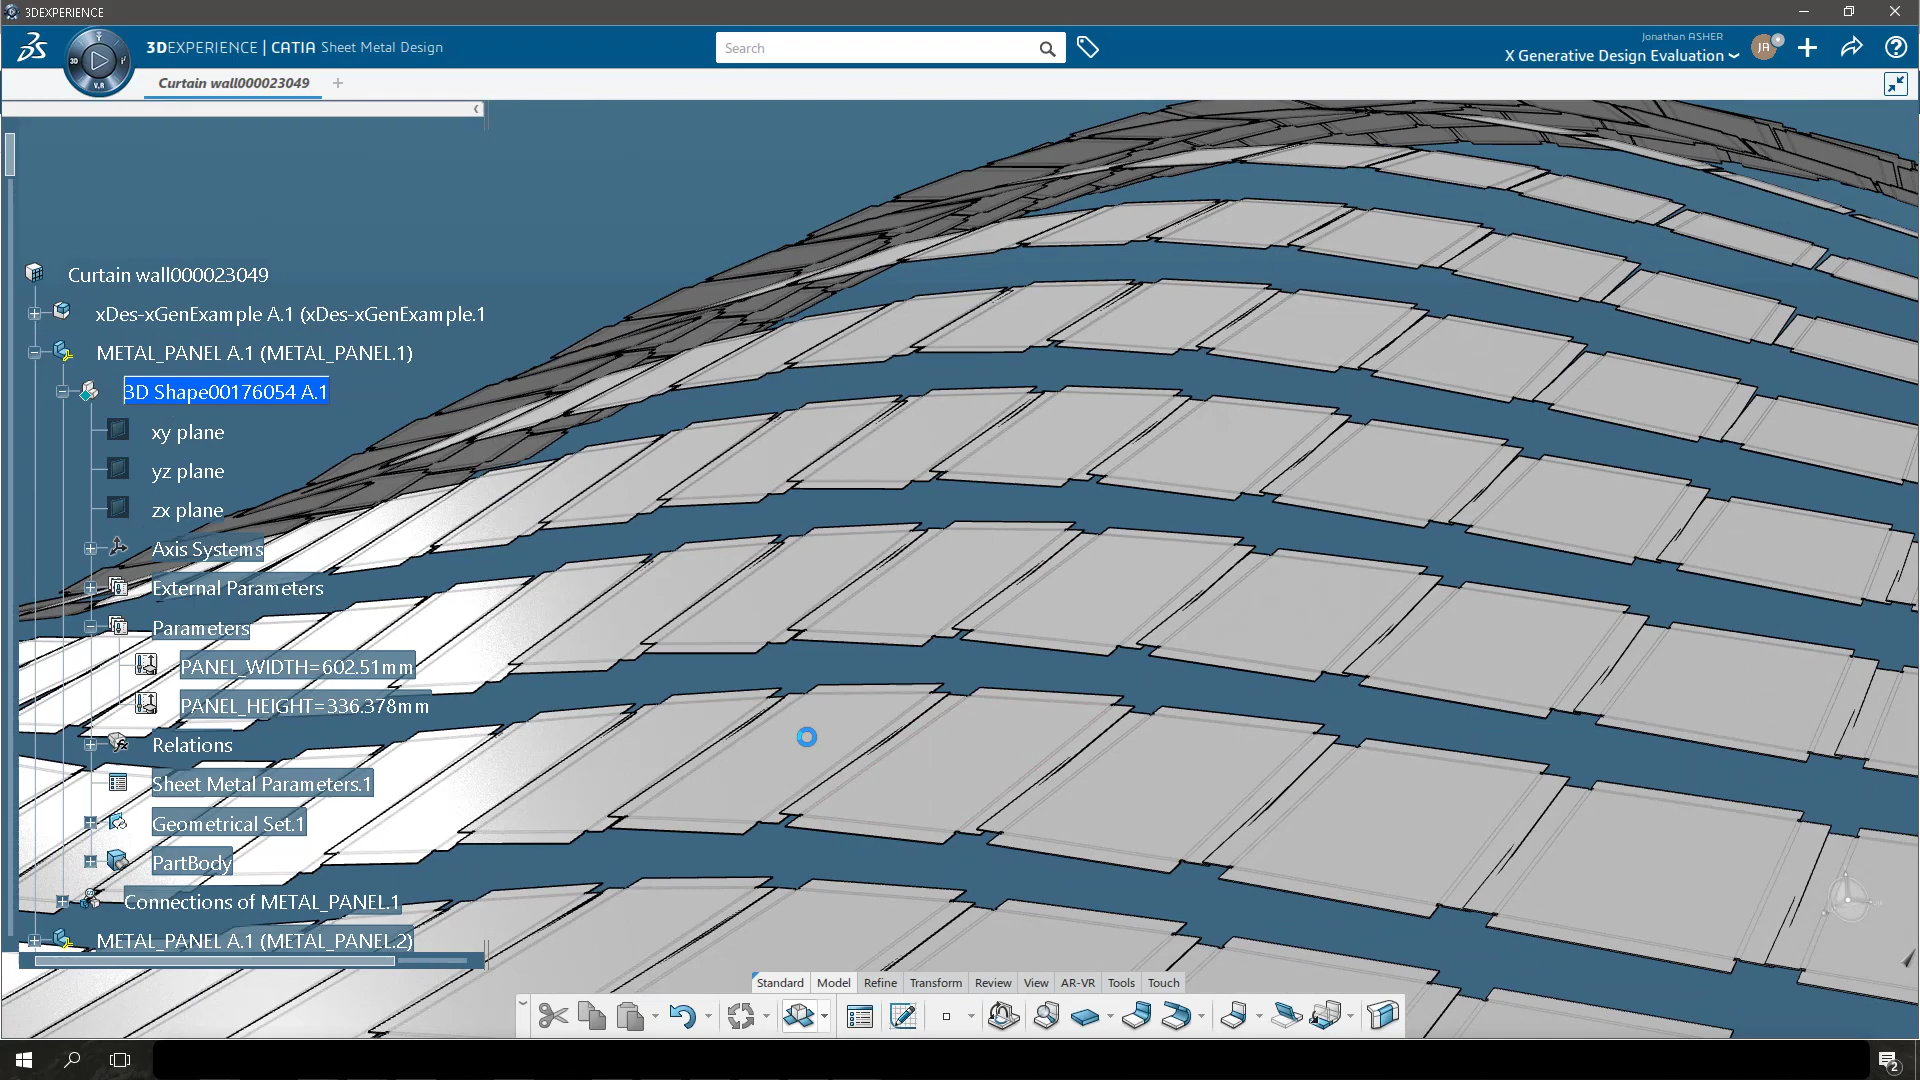 3DEXPERIENCE
3DEXPERIENCE | CATIA Sheet Metal Design
Search
Jonathan ASHER
X Generative Design Evaluation
JA
3D
V.R
Curtain wall000023049
Curtain wall000023049
xDes-xGenExample A.1 (xDes-xGenExample.1
METAL_PANEL A.1 (METAL_PANEL.1)
3D Shape00176054 A.1
xy plane
yz plane
zx plane
Axis Systems
External Parameters
Parameters
PANEL_WIDTH=602.51mm
PANEL_HEIGHT=336.378mm
Relations
Sheet Metal Parameters.1
Geometrical Set.1
PartBody
Connections of METAL_PANEL.1
METAL_PANEL A.1 (METAL_PANEL.2)
Standard Model Refine Transform Review View AR-VR Tools Touch
2